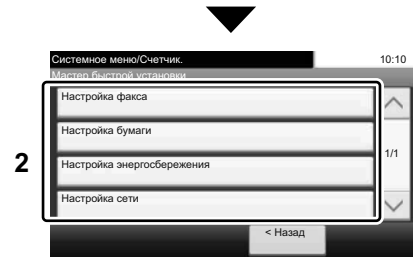 Системное меню/Счетчик. 10:10
Мастер быстрой установки
Настройка факса
Настройка бумаги
1/1
2
Настройка энергосбережения
Настройка сети
< Назад